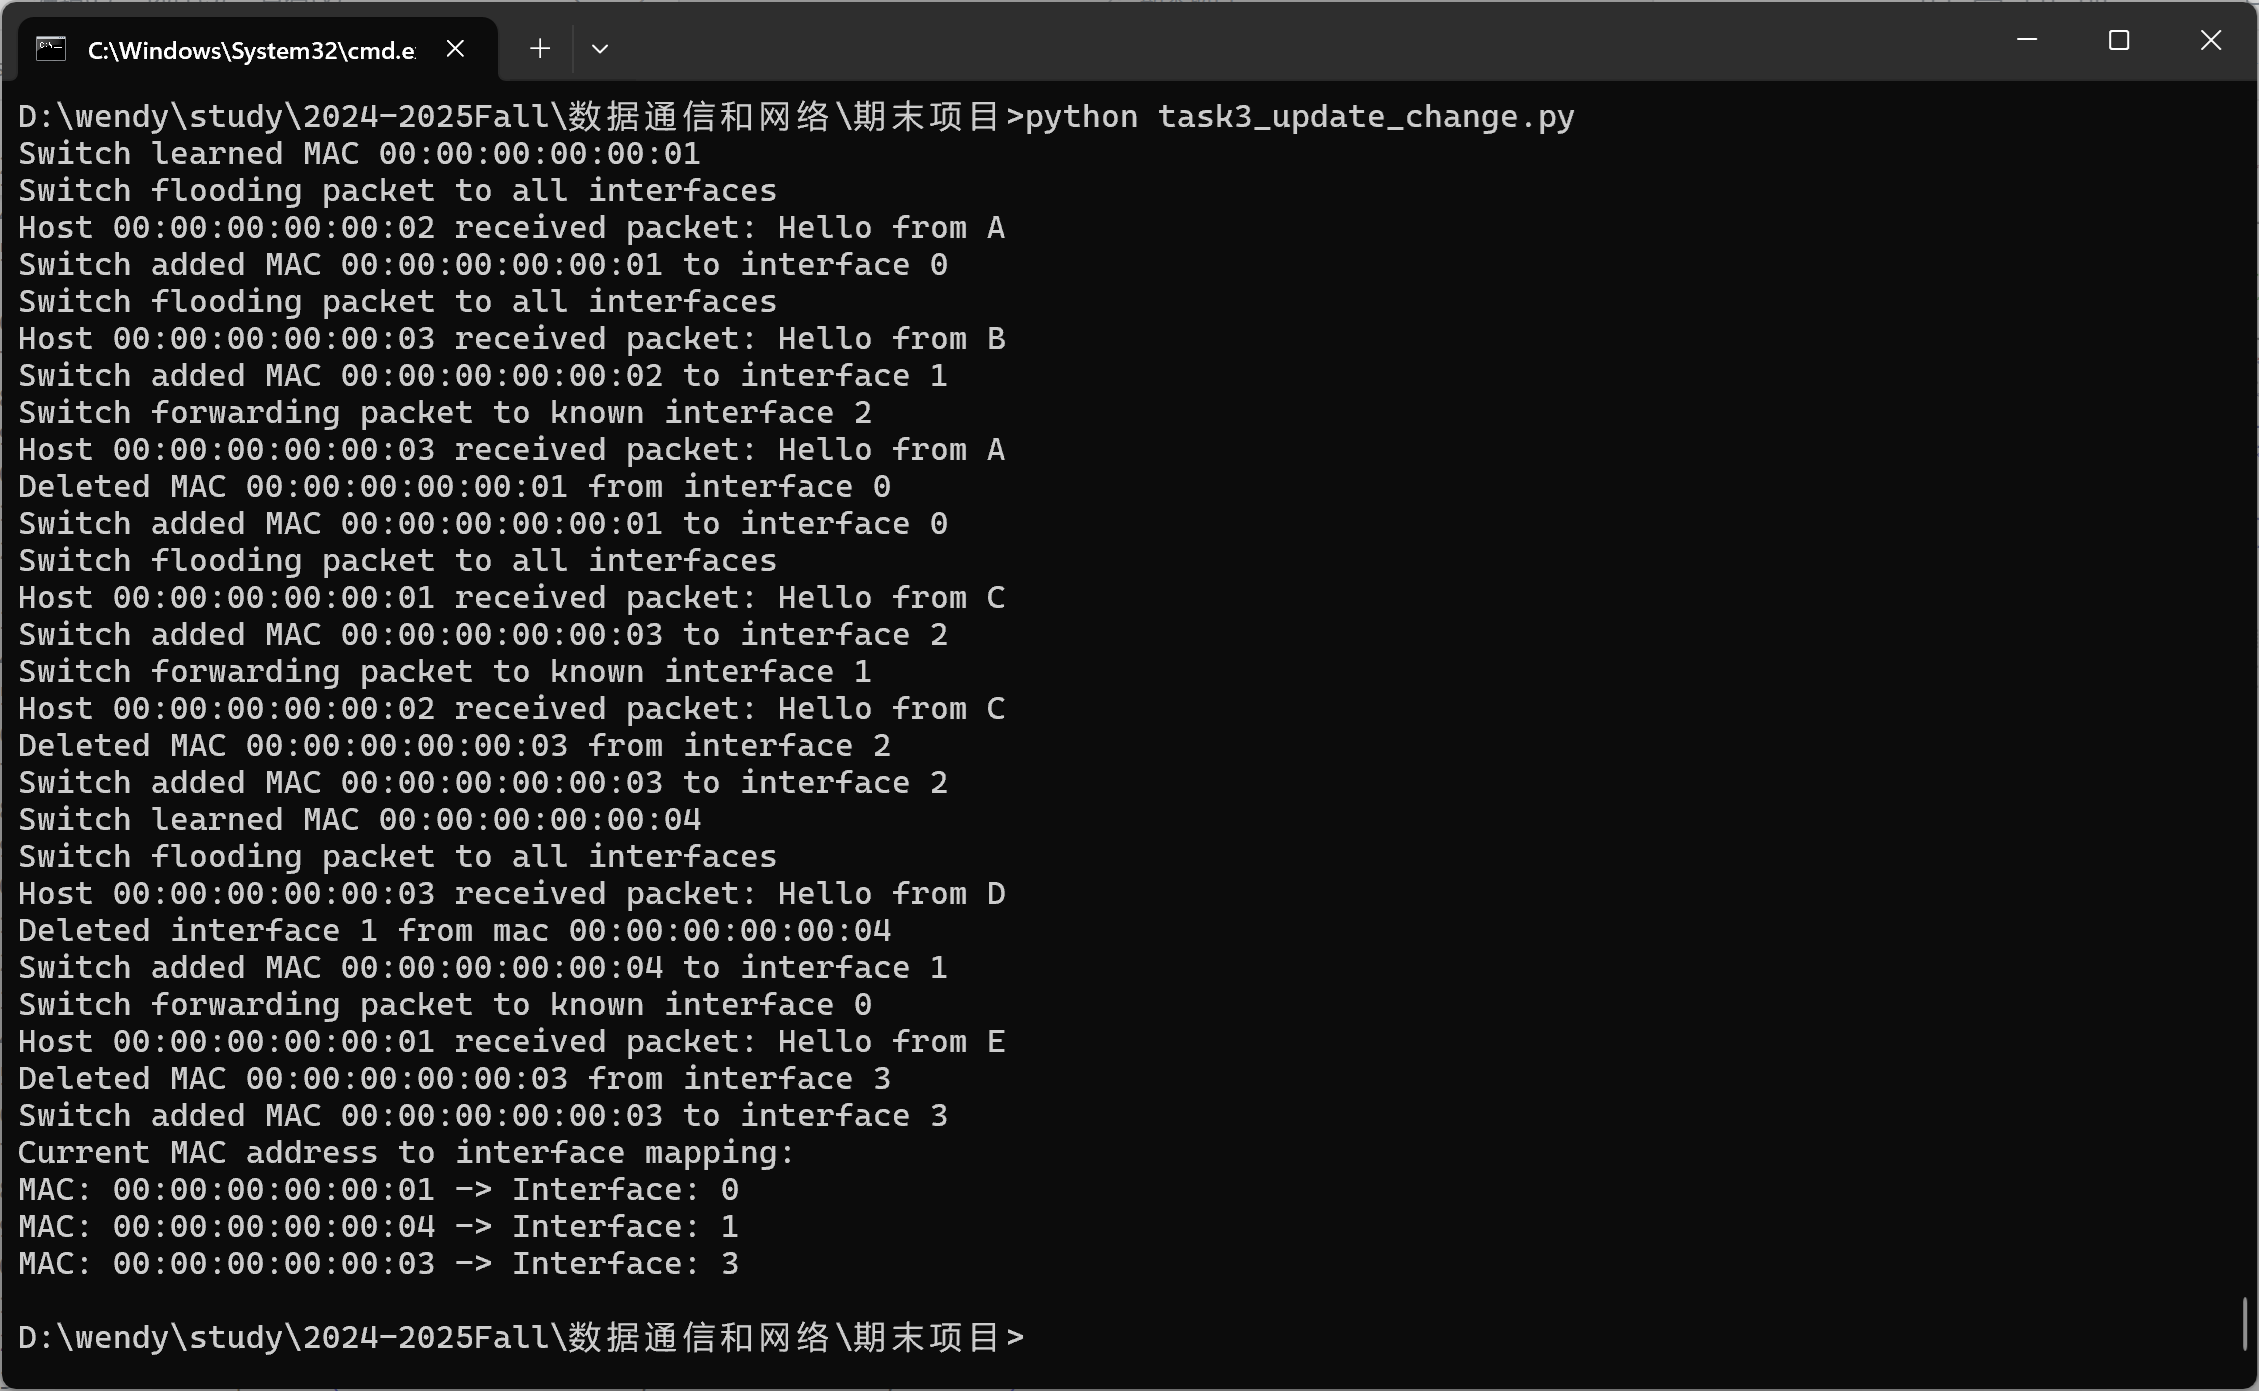 C:\Windows\System32\cmd.e
D:\wendy\study\2024-2025Fall\数据通信和网络\期末项目>python task3_update_change.py
Switch learned MAC 00:00:00:00:00:01
Switch flooding packet to all interfaces
Host 00:00:00:00:00:02 received packet: Hello from A
Switch added MAC 00:00:00:00:00:01 to interface 0
Switch flooding packet to all interfaces
Host 00:00:00:00:00:03 received packet: Hello from B
Switch added MAC 00:00:00:00:00:02 to interface 1
Switch forwarding packet to known interface 2
Host 00:00:00:00:00:03 received packet: Hello from A
Deleted MAC 00:00:00:00:00:01 from interface 0
Switch added MAC 00:00:00:00:00:01 to interface 0
Switch flooding packet to all interfaces
Host 00:00:00:00:00:01 received packet: Hello from C
Switch added MAC 00:00:00:00:00:03 to interface 2
Switch forwarding packet to known interface 1
Host 00:00:00:00:00:02 received packet: Hello from C
Deleted MAC 00:00:00:00:00:03 from interface 2
Switch added MAC 00:00:00:00:00:03 to interface 2
Switch learned MAC 00:00:00:00:00:04
Switch flooding packet to all interfaces
Host 00:00:00:00:00:03 received packet: Hello from D
Deleted interface 1 from mac 00:00:00:00:00:04
Switch added MAC 00:00:00:00:00:04 to interface 1
Switch forwarding packet to known interface 0
Host 00:00:00:00:00:01 received packet: Hello from E
Deleted MAC 00:00:00:00:00:03 from interface 3
Switch added MAC 00:00:00:00:00:03 to interface 3
Current MAC address to interface mapping:
MAC: 00:00:00:00:00:01 -> Interface: 0
MAC: 00:00:00:00:00:04 -> Interface: 1
MAC: 00:00:00:00:00:03 -> Interface: 3
D:\wendy\study\2024-2025Fall\数据通信和网络\期末项目>